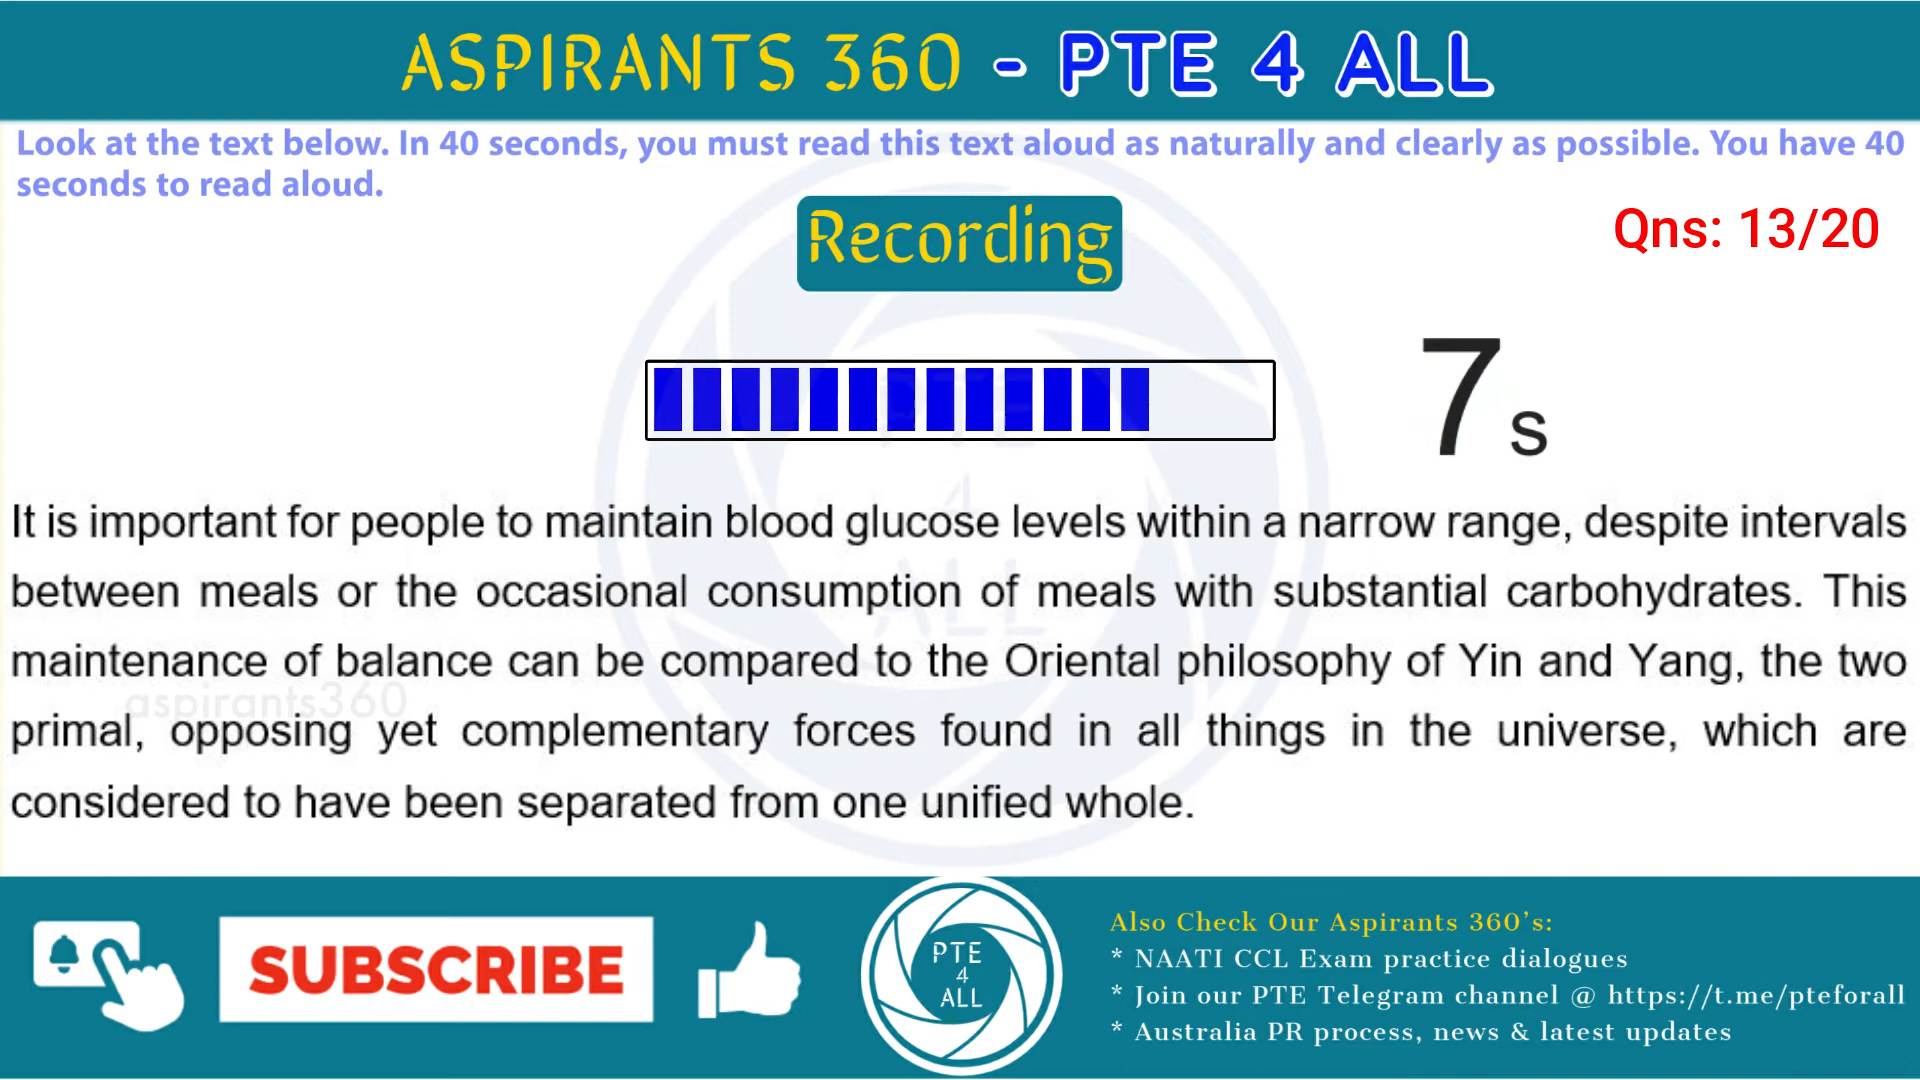 ASPIRANTS 360 - PTE 4 ALL
Look at the text below. In 40 seconds, you must read this text aloud as naturally and clearly as possible. You have 40
seconds to read aloud.
Recording
Qns: 13/20
7 s
PTE
4
ALL
It is important for people to maintain blood glucose levels within a narrow range, despite intervals
between meals or the occasional consumption of meals with substantial carbohydrates. This
maintenance of balance can be compared to the Oriental philosophy of Yin and Yang, the two
aspirants360
primal, opposing yet complementary forces found in all things in the universe, which are
considered to have been separated from one unified whole.
SUBSCRIBE
PTE
4
ALL
Also Check Our Aspirants 360's:
* NAATI CCL Exam practice dialogues
* Join our PTE Telegram channel @ https://t.me/pteforall
* Australia PR process, news & latest updates